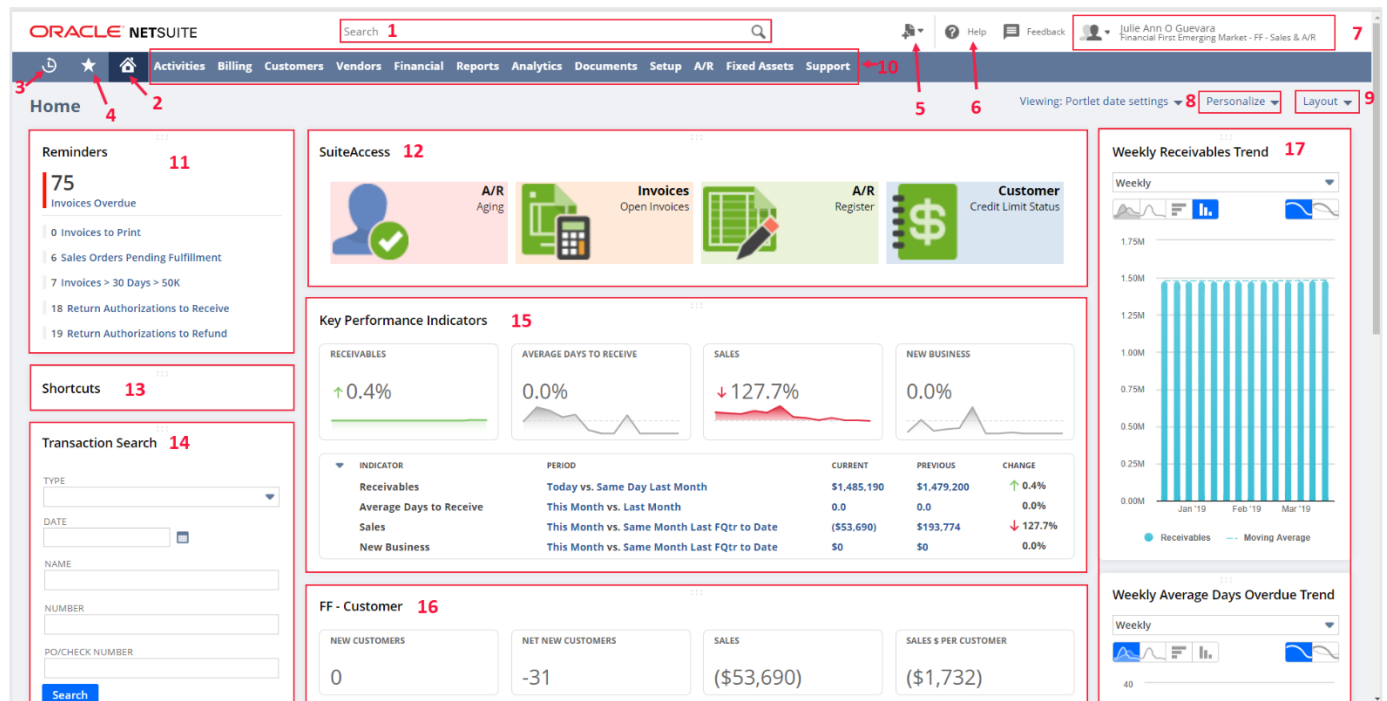 ORACLE NETSUITE
Search 1
Help
Feedback
Julie Ann O Guevara
Financial First Emerging Market - FF - Sales & A/R
7
Activities Billing Customers Vendors Financial Reports Analytics Documents Setup A/R Fixed Assets Support
10
3
4
2
5
6
Home
Viewing: Portlet date settings
8
Personalize
Layout
9
Reminders
11
75
Invoices Overdue
0 Invoices to Print
6 Sales Orders Pending Fulfillment
7 Invoices > 30 Days > 50K
18 Return Authorizations to Receive
19 Return Authorizations to Refund
Shortcuts 13
Transaction Search 14
TYPE
DATE
NAME
NUMBER
PO/CHECK NUMBER
Search
SuiteAccess 12
A/R
Aging
Invoices
Open Invoices
A/R
Register
Customer
Credit Limit Status
Key Performance Indicators 15
RECEIVABLES
0.4%
AVERAGE DAYS TO RECEIVE
0.0%
SALES
127.7%
NEW BUSINESS
0.0%
INDICATOR PERIOD CURRENT PREVIOUS CHANGE
Receivables Today vs. Same Day Last Month $1,485,190 $1,479,200 ↑ 0.4%
Average Days to Receive This Month vs. Last Month 0.0 0.0 0.0%
Sales This Month vs. Same Month Last FQtr to Date ($53,690) $193,774 ↓ 127.7%
New Business This Month vs. Same Month Last FQtr to Date $0 $0 0.0%
FF - Customer 16
NEW CUSTOMERS
0
NET NEW CUSTOMERS
-31
SALES
($53,690)
SALES $ PER CUSTOMER
($1,732)
Weekly Receivables Trend 17
Weekly
1.75M
1.50M
1.25M
1.00M
0.75M
0.50M
0.25M
0.00M
Jan '19 Feb '19 Mar '19
Receivables Moving Average
Weekly Average Days Overdue Trend
Weekly
40